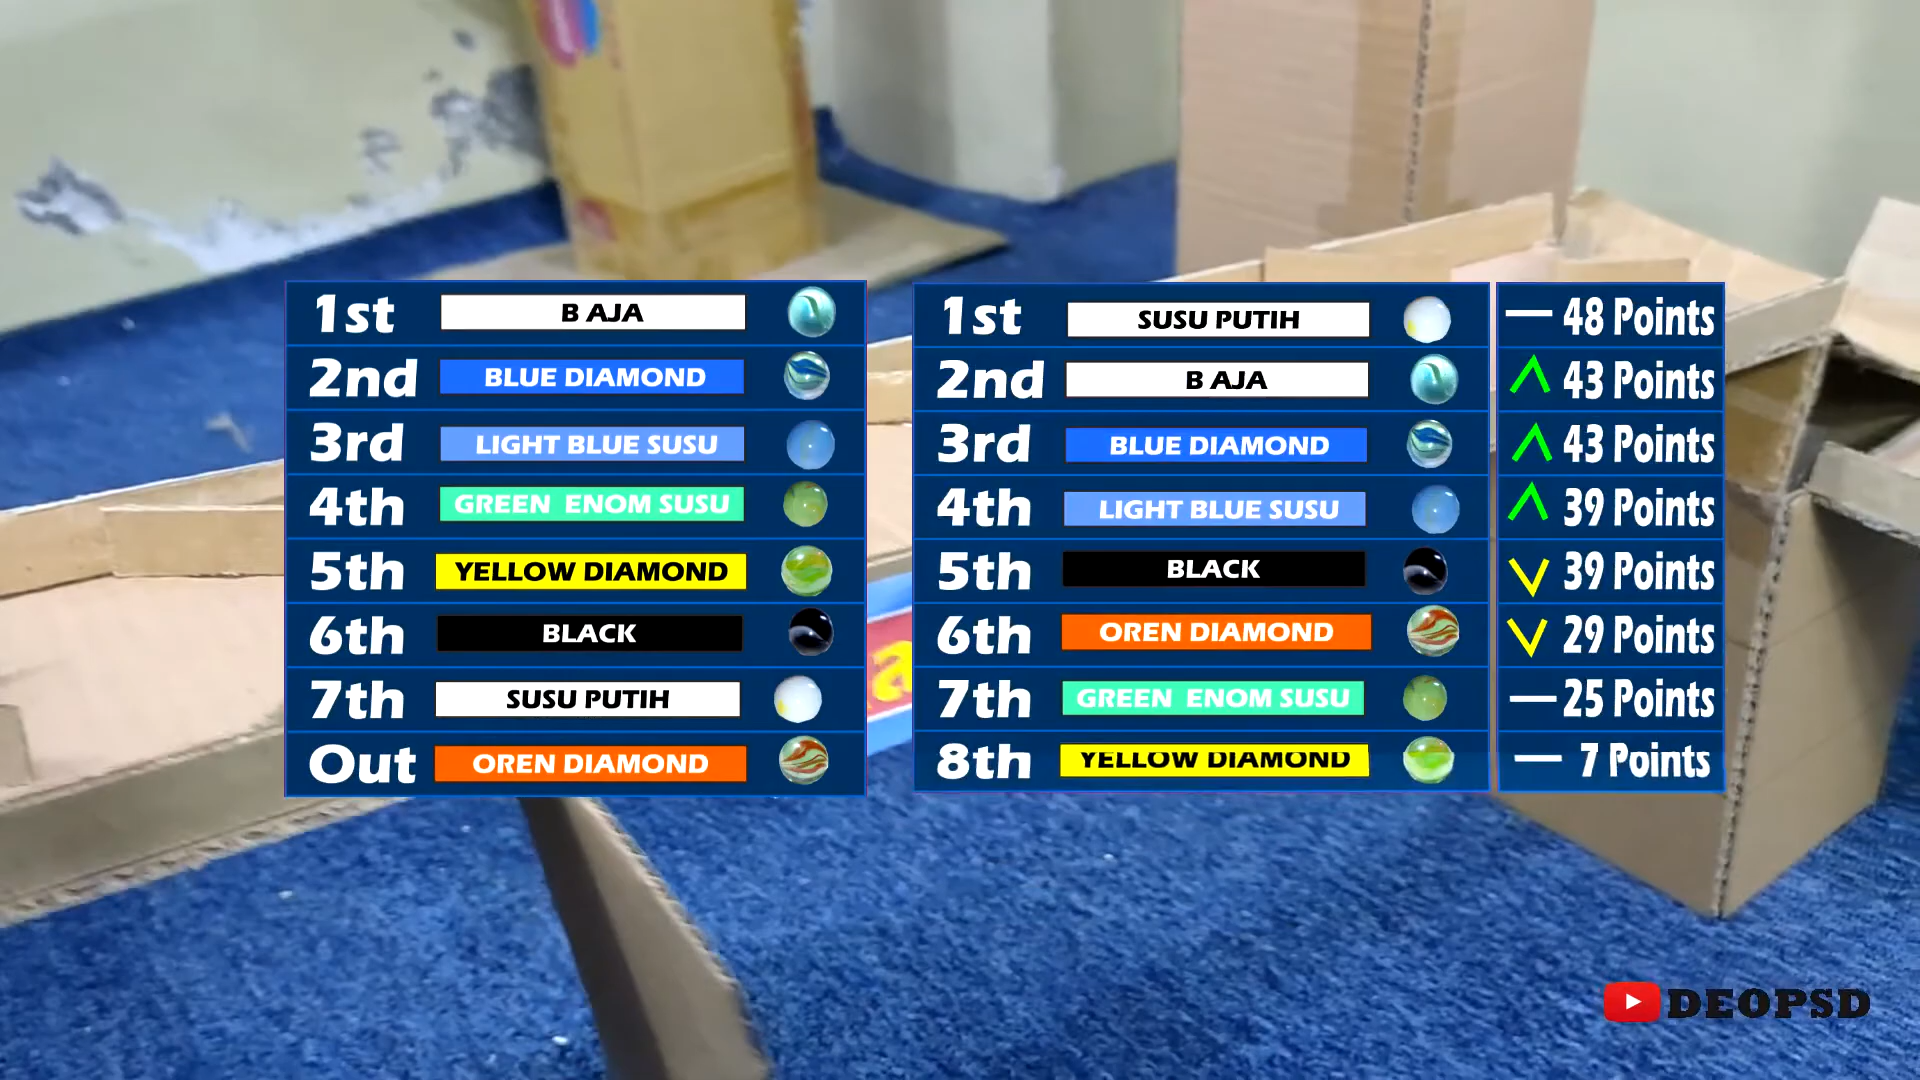 1st B AJA
2nd BLUE DIAMOND
3rd LIGHT BLUE SUSU
4th GREEN ENOM SUSU
5th YELLOW DIAMOND
6th BLACK
7th SUSU PUTIH
Out OREN DIAMOND
1st SUSU PUTIH 48 Points
2nd B AJA 43 Points
3rd BLUE DIAMOND 43 Points
4th LIGHT BLUE SUSU 39 Points
5th BLACK 39 Points
6th OREN DIAMOND 29 Points
7th GREEN ENOM SUSU 25 Points
8th YELLOW DIAMOND 7 Points
DEOPSD